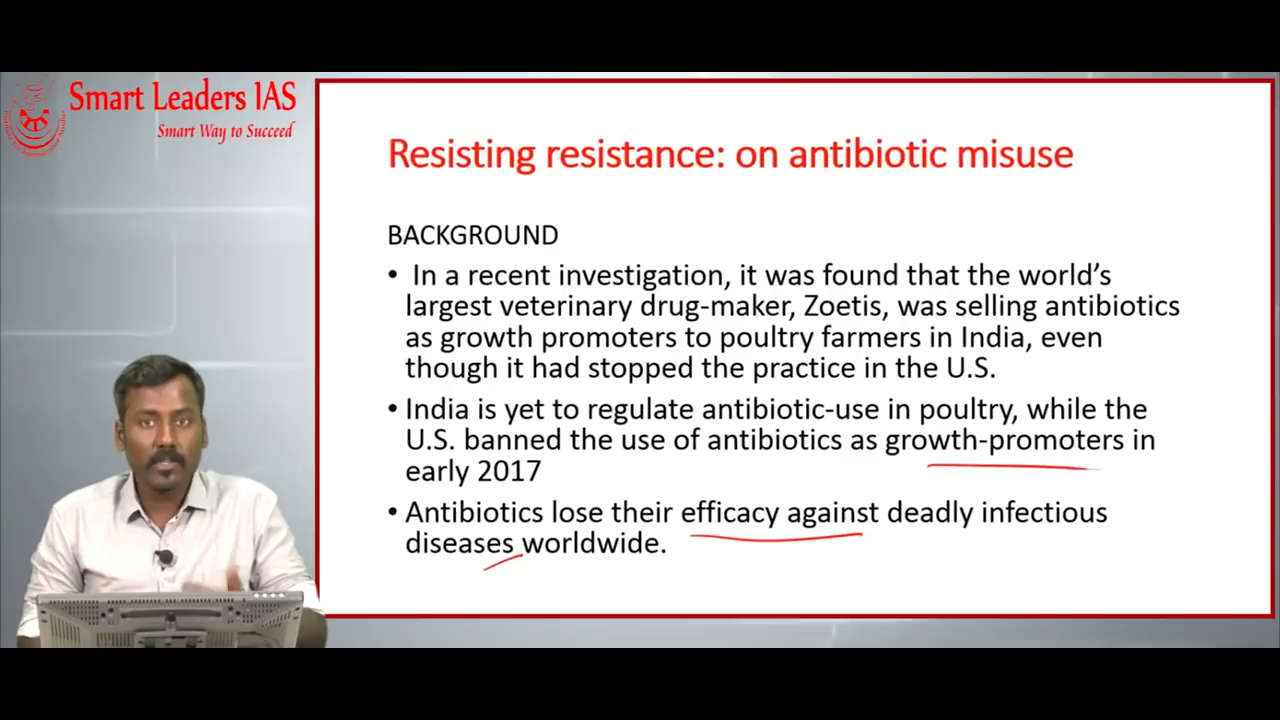 Smart Leaders IAS
Smart Way to Succeed
Resisting resistance: on antibiotic misuse
BACKGROUND
• In a recent investigation, it was found that the world’s
largest veterinary drug-maker, Zoetis, was selling antibiotics
as growth promoters to poultry farmers in India, even
though it had stopped the practice in the U.S.
• India is yet to regulate antibiotic-use in poultry, while the
U.S. banned the use of antibiotics as growth-promoters in
early 2017
• Antibiotics lose their efficacy against deadly infectious
diseases worldwide.